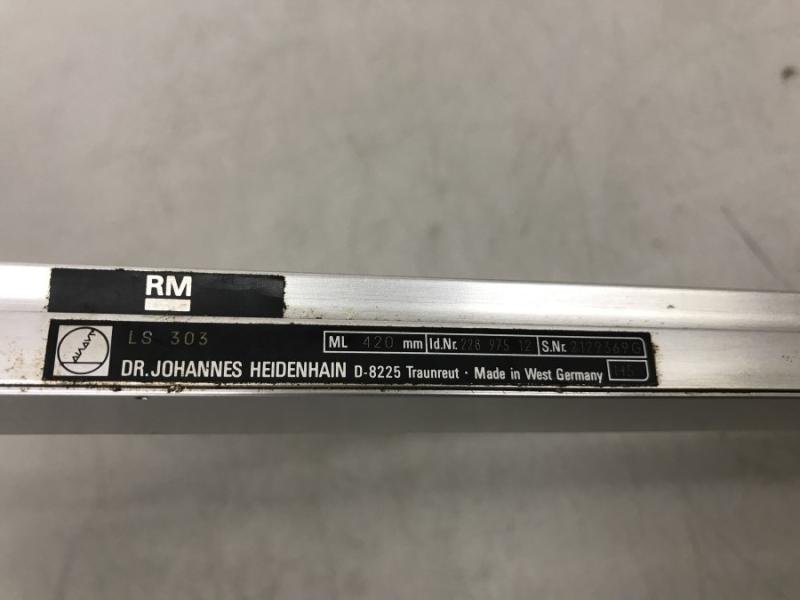 RM
LS 303 ML 420 mm Id.Nr. 228 975 12 S.Nr. 2129369G
DR. JOHANNES HEIDENHAIN D-8225 Traunreut · Made in West Germany